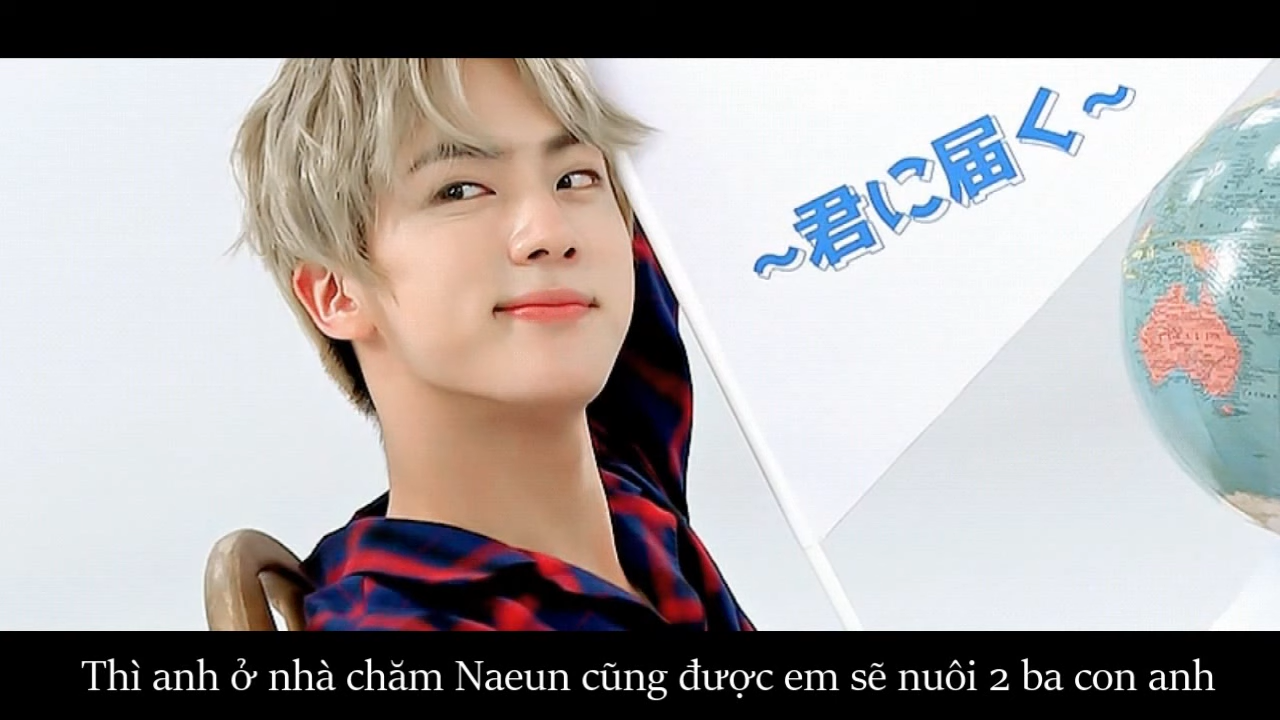 ~君に届く~
Thì anh ở nhà chăm Naeun cũng được em sẽ nuôi 2 ba con anh